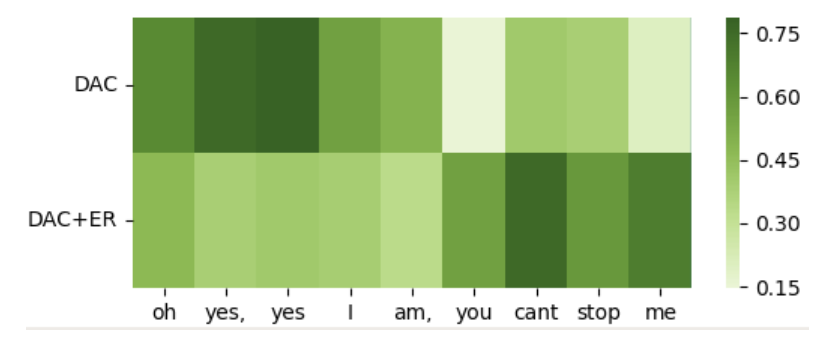 0.75
DAC
0.60
0.45
DAC+ER
0.30
0.15
oh yes, yes I am, you cant stop me